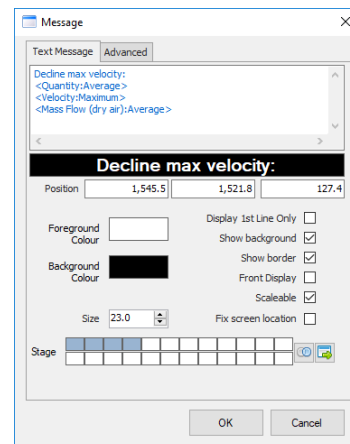 Message
Text Message Advanced
Decline max velocity:
<Quantity:Average>
<Velocity:Maximum>
<Mass Flow (dry air):Average>
Decline max velocity:
Position 1,545.5 1,521.8 127.4
Display 1st Line Only
Foreground
Colour
Show background
Show border
Background
Colour
Front Display
Scaleable
Size 23.0
Fix screen location
Stage
OK Cancel